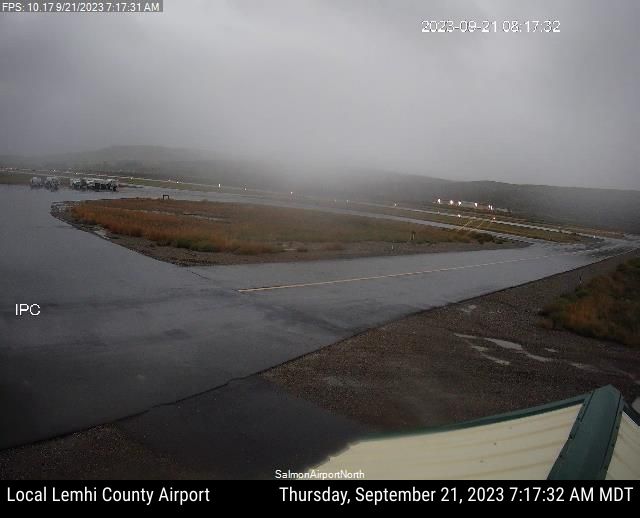 FPS: 10.17 9/21/2023 7:17:31 AM
2023-09-21 08:17:32
IPC
SalmonAirportNorth
Local Lemhi County Airport Thursday, September 21, 2023 7:17:32 AM MDT